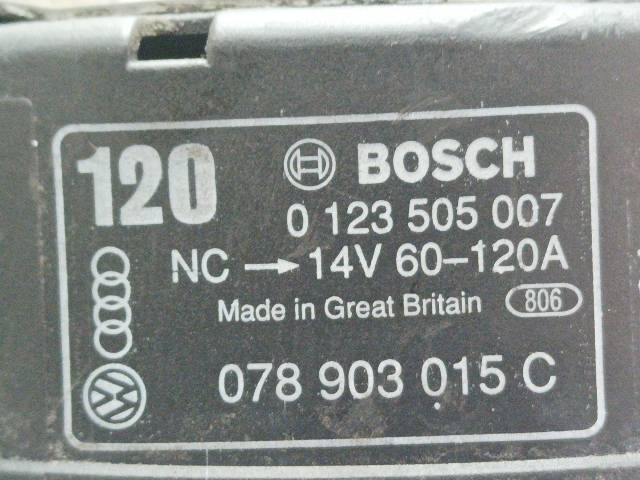 120
BOSCH
0 123 505 007
NC → 14V 60–120A
Made in Great Britain 806
078 903 015 C